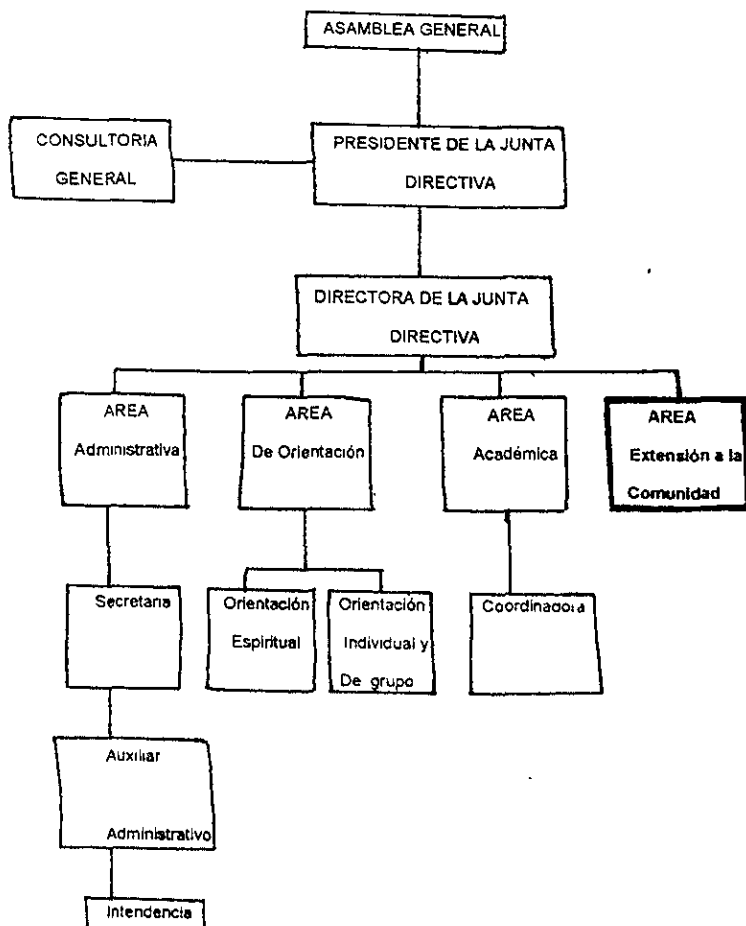 ASAMBLEA GENERAL
CONSULTORIA
GENERAL
PRESIDENTE DE LA JUNTA
DIRECTIVA
DIRECTORA DE LA JUNTA
DIRECTIVA
AREA
Administrativa
AREA
De Orientación
AREA
Académica
AREA
Extensión a la
Comunidad
Secretaria
Orientación
Espiritual
Orientación
Individual y
De grupo
Coordinadora
Auxiliar
Administrativo
Intendencia